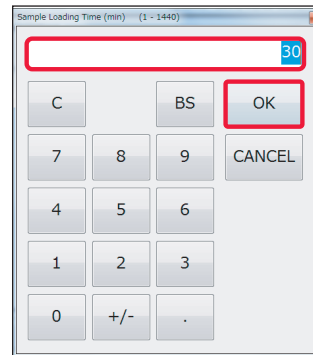 Sample Loading Time (min) (1 - 1440)
30
C BS OK
7 8 9 CANCEL
4 5 6
1 2 3
0 +/- .